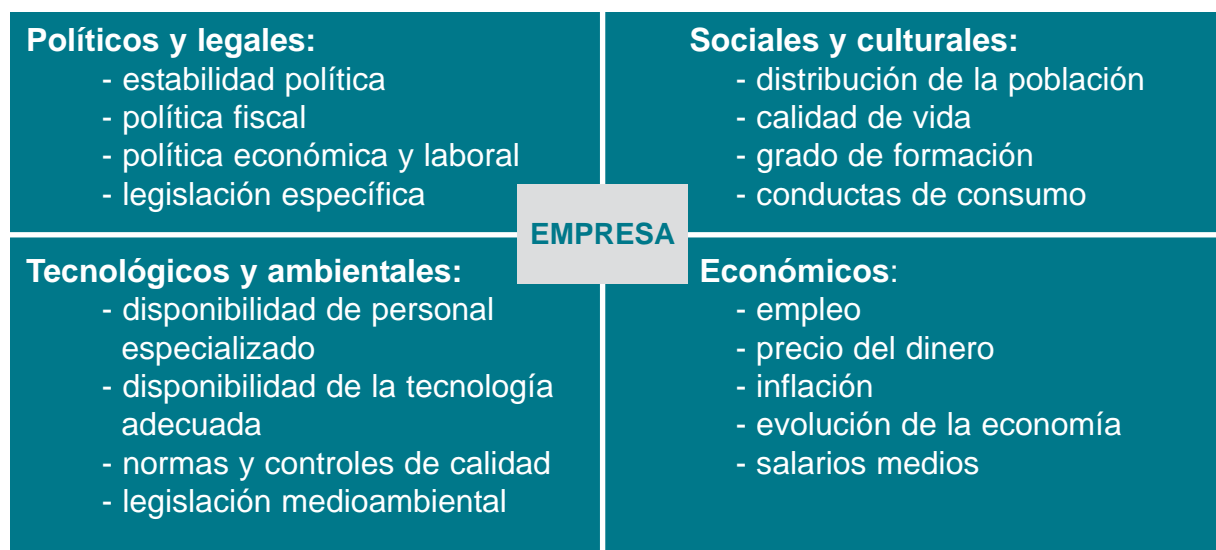 Políticos y legales:
- estabilidad política
- política fiscal
- política económica y laboral
- legislación específica
Sociales y culturales:
- distribución de la población
- calidad de vida
- grado de formación
- conductas de consumo
EMPRESA
Tecnológicos y ambientales:
- disponibilidad de personal
especializado
- disponibilidad de la tecnología
adecuada
- normas y controles de calidad
- legislación medioambiental
Económicos:
- empleo
- precio del dinero
- inflación
- evolución de la economía
- salarios medios